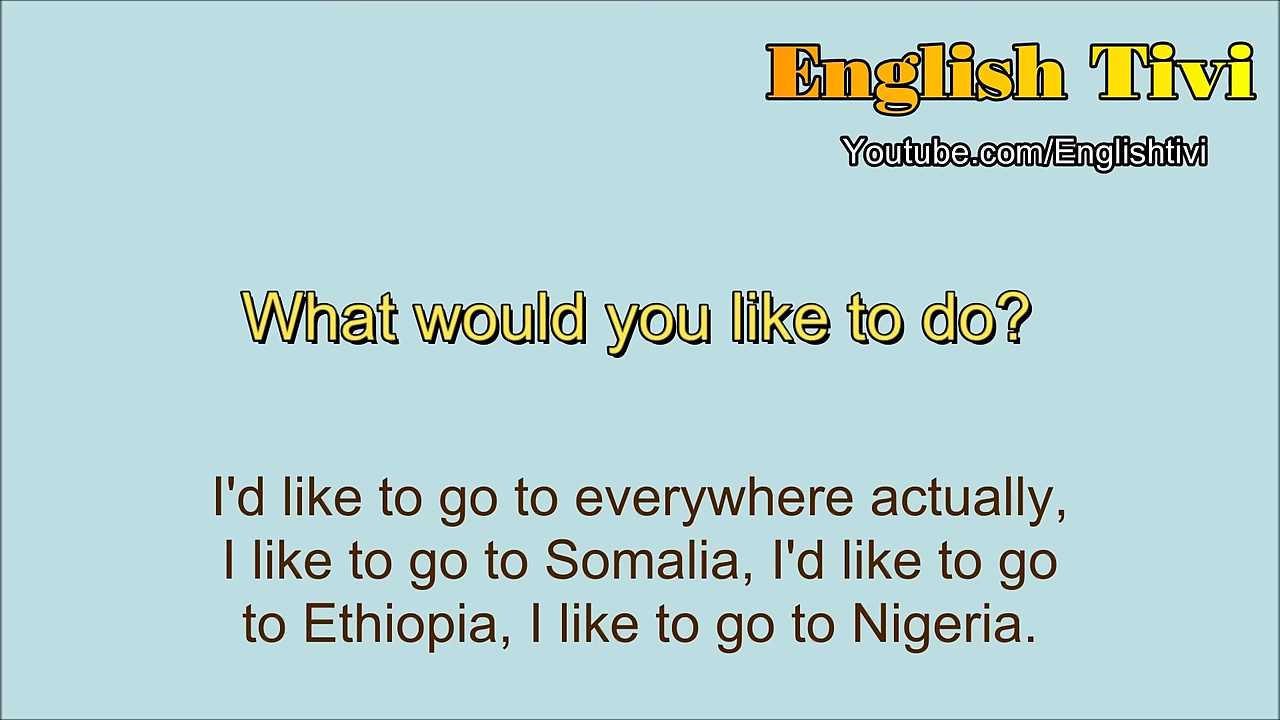 English Tivi
Youtube.com/Englishtivi
What would you like to do?
I'd like to go to everywhere actually,
I like to go to Somalia, I'd like to go
to Ethiopia, I like to go to Nigeria.